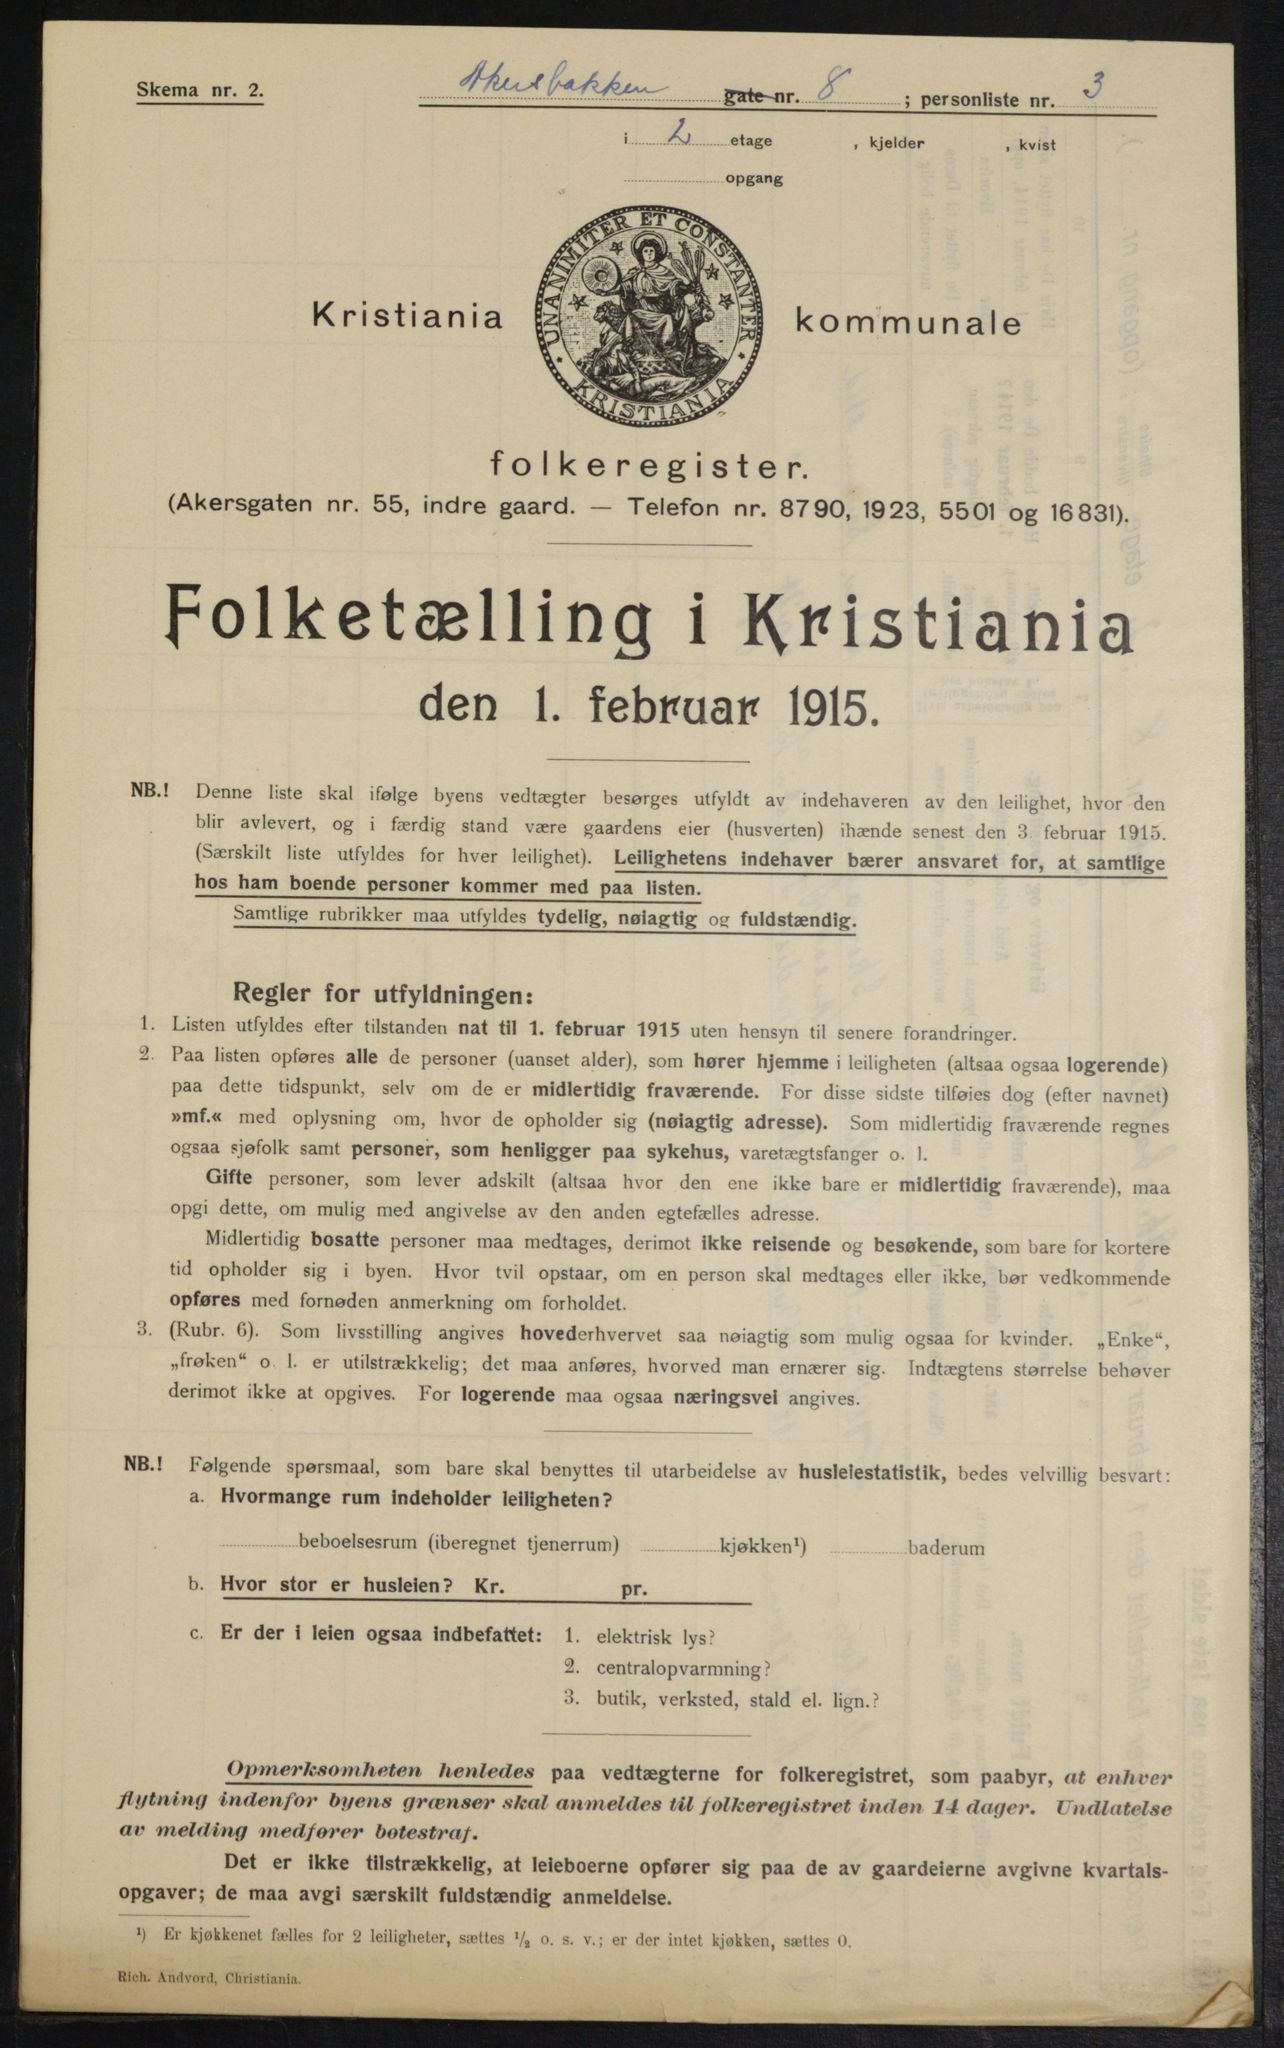 Skema nr. 2.
Akersbakken gate nr. 8 ; personliste nr. 3
i 2 etage , kjelder , kvist
opgang
UNANIMITER ET CONSTANTER
KRISTIANIA
Kristiania kommunale
folkeregister.
(Akersgaten nr. 55, indre gaard. — Telefon nr. 8790, 1923, 5501 og 16831).
Folketælling i Kristiania
den 1. februar 1915.
NB.! Denne liste skal ifølge byens vedtægter besørges utfyldt av indehaveren av den leilighet, hvor den
blir avlevert, og i færdig stand være gaardens eier (husverten) ihænde senest den 3. februar 1915.
(Særskilt liste utfyldes for hver leilighet). Leilighetens indehaver bærer ansvaret for, at samtlige
hos ham boende personer kommer med paa listen.
Samtlige rubrikker maa utfyldes tydelig, nøiagtig og fuldstændig.
Regler for utfyldningen:
1. Listen utfyldes efter tilstanden nat til 1. februar 1915 uten hensyn til senere forandringer.
2. Paa listen opføres alle de personer (uanset alder), som hører hjemme i leiligheten (altsaa ogsaa logerende)
paa dette tidspunkt, selv om de er midlertidig fraværende. For disse sidste tilføies dog (efter navnet)
»mf.« med oplysning om, hvor de opholder sig (nøiagtig adresse). Som midlertidig fraværende regnes
ogsaa sjøfolk samt personer, som henligger paa sykehus, varetægtsfanger o. l.
Gifte personer, som lever adskilt (altsaa hvor den ene ikke bare er midlertidig fraværende), maa
opgi dette, om mulig med angivelse av den anden egtefælles adresse.
Midlertidig bosatte personer maa medtages, derimot ikke reisende og besøkende, som bare for kortere
tid opholder sig i byen. Hvor tvil opstaar, om en person skal medtages eller ikke, bør vedkommende
opføres med fornøden anmerkning om forholdet.
3. (Rubr. 6). Som livsstilling angives hovederhvervet saa nøiagtig som mulig ogsaa for kvinder. „Enke“,
„frøken“ o. l. er utilstrækkelig; det maa anføres, hvorved man ernærer sig. Indtægtens størrelse behøver
derimot ikke at opgives. For logerende maa ogsaa næringsvei angives.
NB.! Følgende spørsmaal, som bare skal benyttes til utarbeidelse av husleiestatistik, bedes velvillig besvart:
a. Hvormange rum indeholder leiligheten?
beboelsesrum (iberegnet tjenerrum) kjøkken¹) baderum
b. Hvor stor er husleien? Kr. pr.
c. Er der i leien ogsaa indbefattet: 1. elektrisk lys?
2. centralopvarmning?
3. butik, verksted, stald el. lign.?
Opmerksomheten henledes paa vedtægterne for folkeregistret, som paabyr, at enhver
flytning indenfor byens grænser skal anmeldes til folkeregistret inden 14 dager. Undlatelse
av melding medfører bøtestraf.
Det er ikke tilstrækkelig, at leieboerne opfører sig paa de av gaardeierne avgivne kvartals-
opgaver; de maa avgi særskilt fuldstændig anmeldelse.
¹) Er kjøkkenet fælles for 2 leiligheter, sættes ½ o. s. v.; er der intet kjøkken, sættes 0.
Rich. Andvord, Christiania.